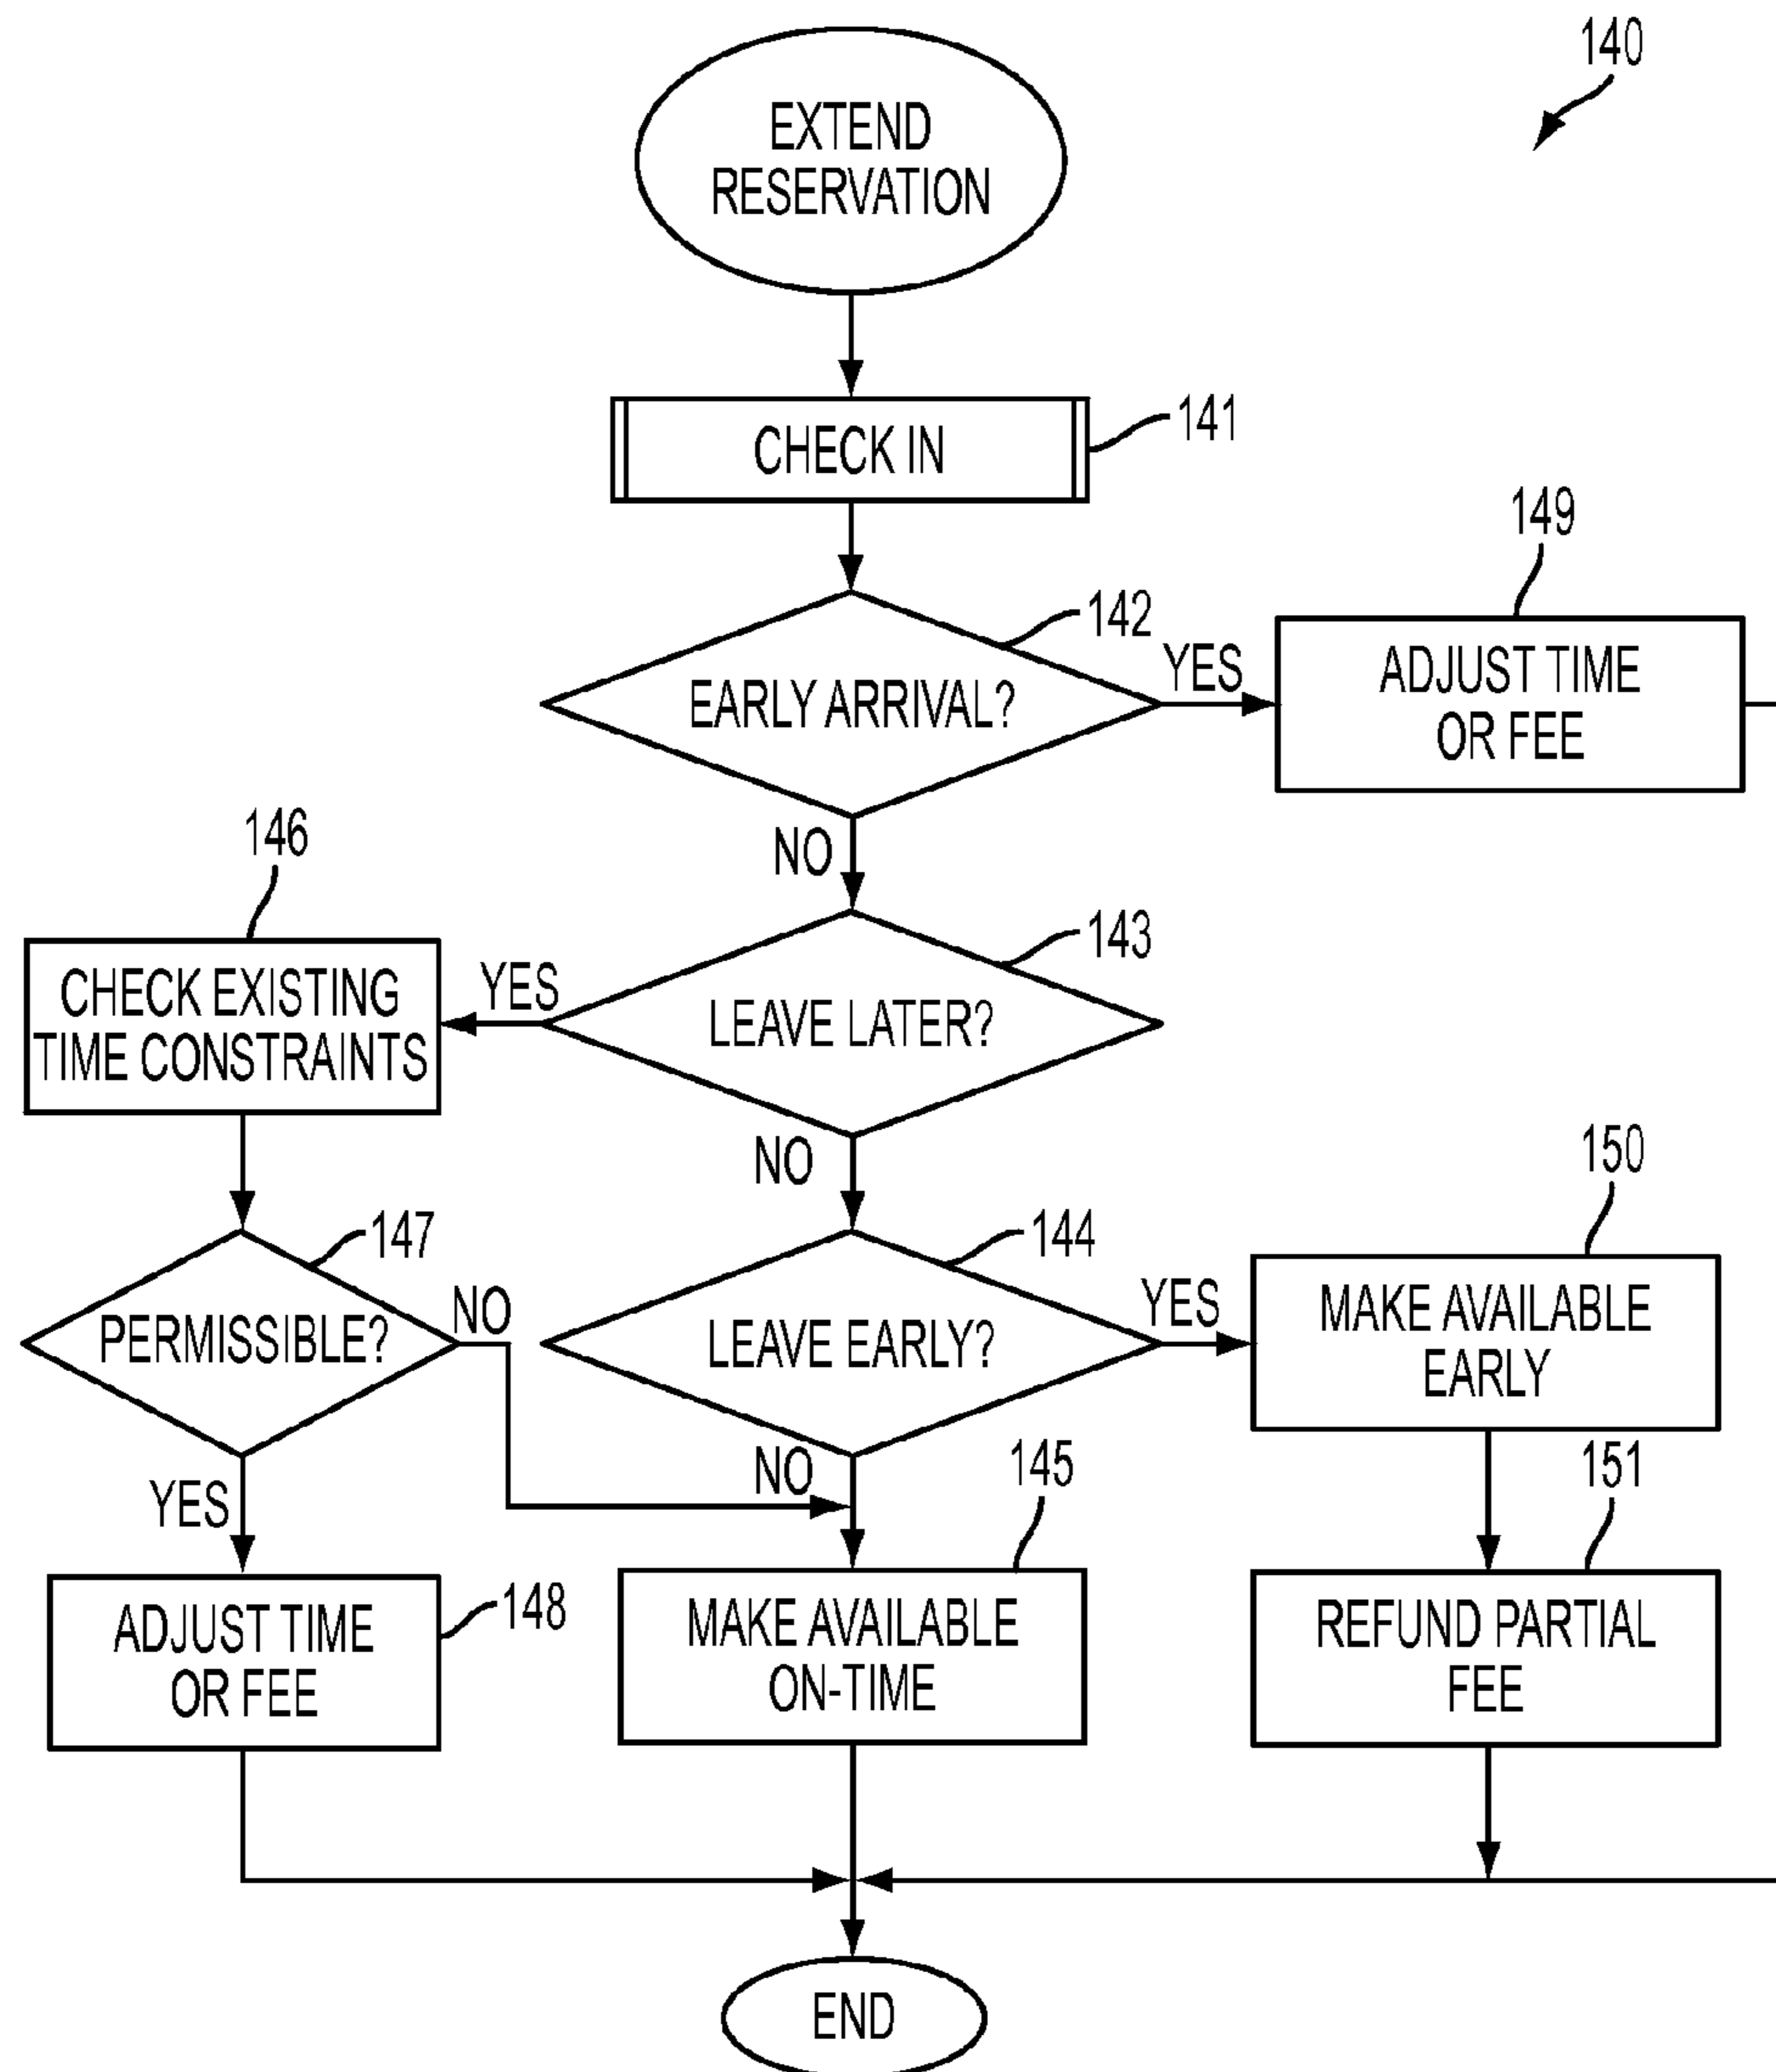 140
EXTEND
RESERVATION
CHECK IN
141
149
142
EARLY ARRIVAL?
YES
ADJUST TIME
OR FEE
NO
146
143
CHECK EXISTING
TIME CONSTRAINTS
YES
LEAVE LATER?
NO
150
147
144
PERMISSIBLE?
NO
LEAVE EARLY?
YES
MAKE AVAILABLE
EARLY
YES
NO
145
151
ADJUST TIME
OR FEE
148
MAKE AVAILABLE
ON-TIME
REFUND PARTIAL
FEE
END